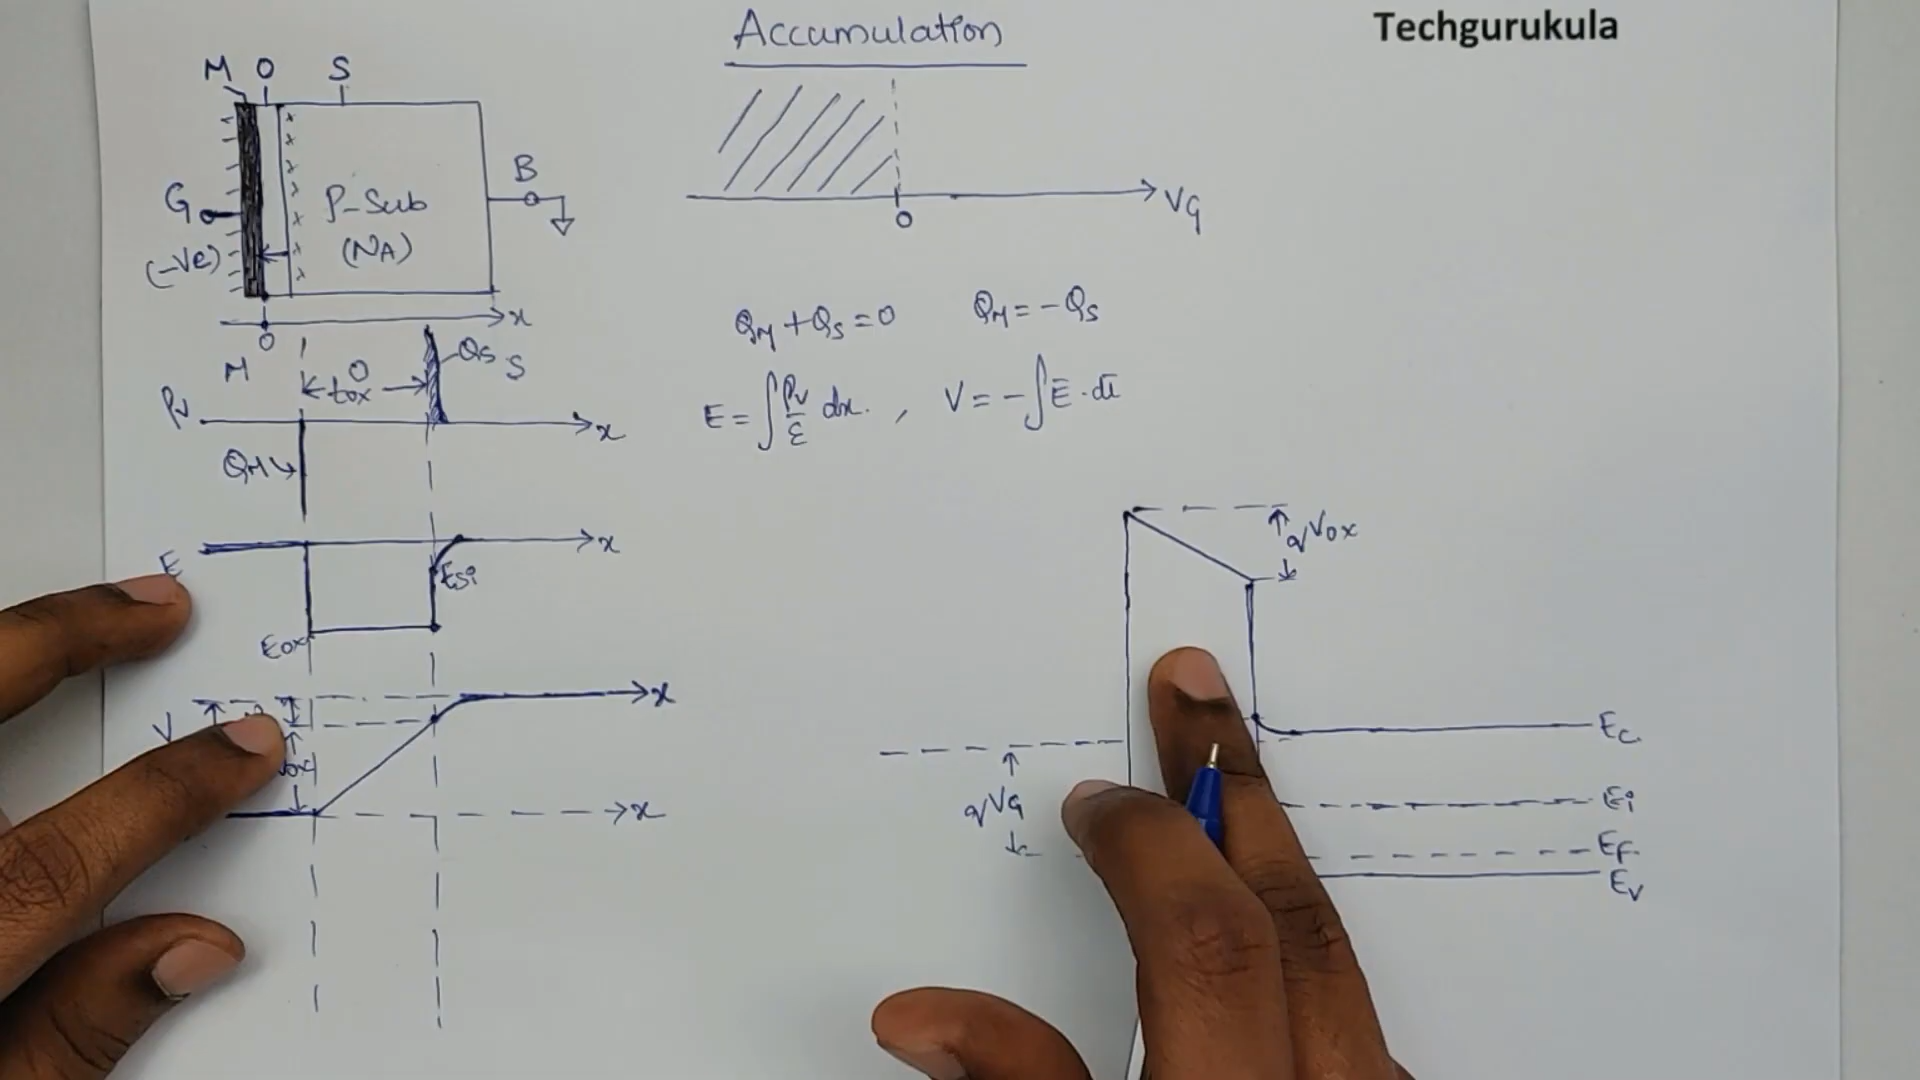 Accumulation
Techgurukula
M O S
G
(-ve)
P-Sub
(NA)
B
0
VG
x
0
M O S
tox
Qs
ρv
x
QM
QM + Qs = 0 QM = - Qs
E = ∫ ρv/ε dx. , V = - ∫ E̅ · dl̅
E
x
Esi
Eox
V
x
ox
x
qVox
qVG
Ec
Ei
EF
Ev